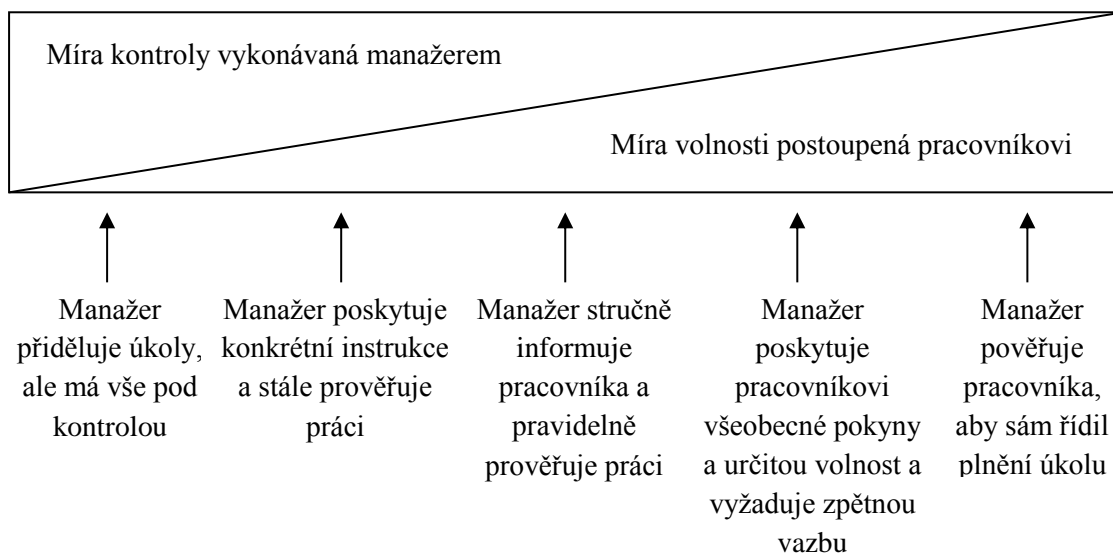 Míra kontroly vykonávaná manažerem
Míra volnosti postoupená pracovníkovi
Manažer
přiděluje úkoly,
ale má vše pod
kontrolou
Manažer poskytuje
konkrétní instrukce
a stále prověřuje
práci
Manažer stručně
informuje
pracovníka a
pravidelně
prověřuje práci
Manažer
poskytuje
pracovníkovi
všeobecné pokyny
a určitou volnost a
vyžaduje zpětnou
vazbu
Manažer
pověřuje
pracovníka,
aby sám řídil
plnění úkolu